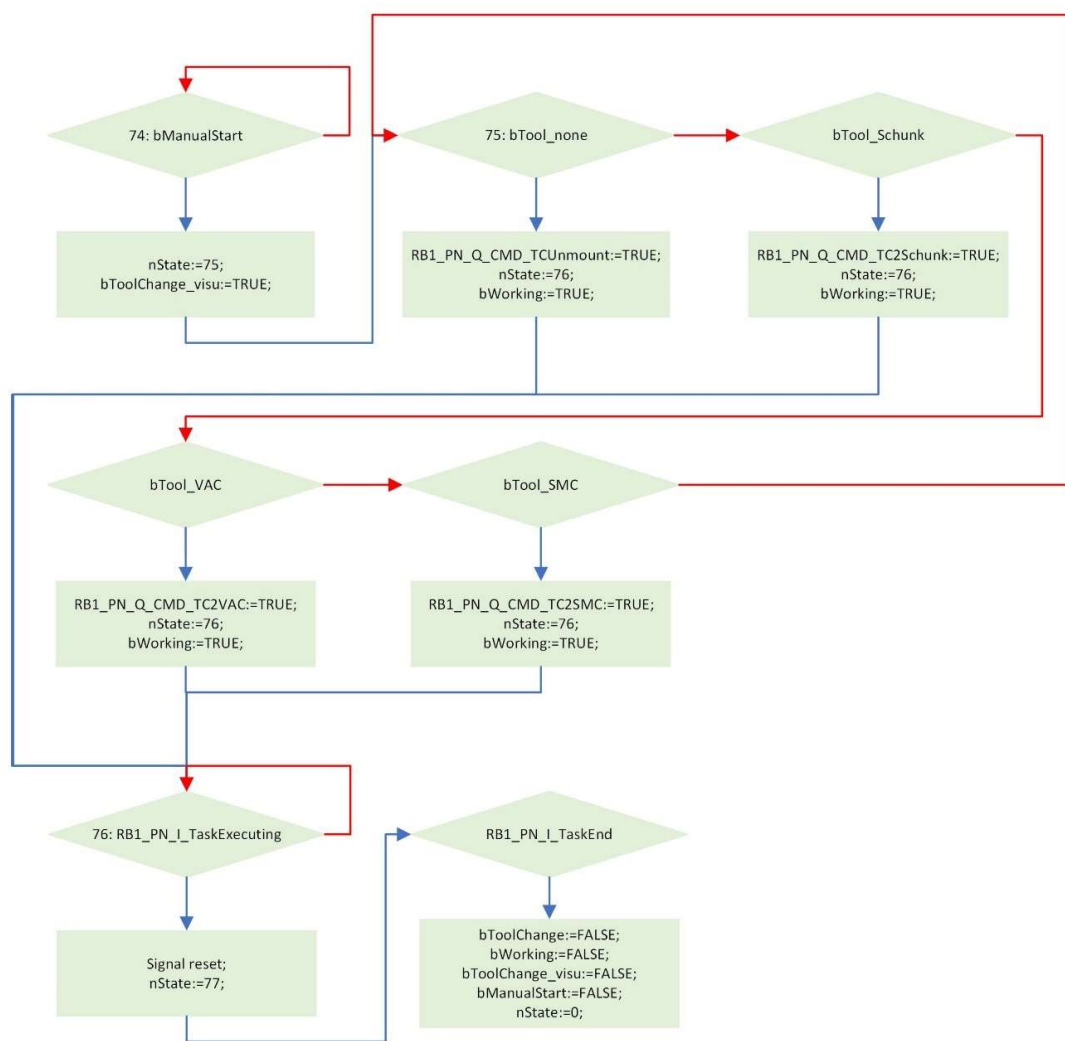 74: bManualStart
75: bTool_none
bTool_Schunk
nState:=75;
bToolChange_visu:=TRUE;
RB1_PN_Q_CMD_TCUnmount:=TRUE;
nState:=76;
bWorking:=TRUE;
RB1_PN_Q_CMD_TC2Schunk:=TRUE;
nState:=76;
bWorking:=TRUE;
bTool_VAC
bTool_SMC
RB1_PN_Q_CMD_TC2VAC:=TRUE;
nState:=76;
bWorking:=TRUE;
RB1_PN_Q_CMD_TC2SMC:=TRUE;
nState:=76;
bWorking:=TRUE;
76: RB1_PN_I_TaskExecuting
RB1_PN_I_TaskEnd
Signal reset;
nState:=77;
bToolChange:=FALSE;
bWorking:=FALSE;
bToolChange_visu:=FALSE;
bManualStart:=FALSE;
nState:=0;